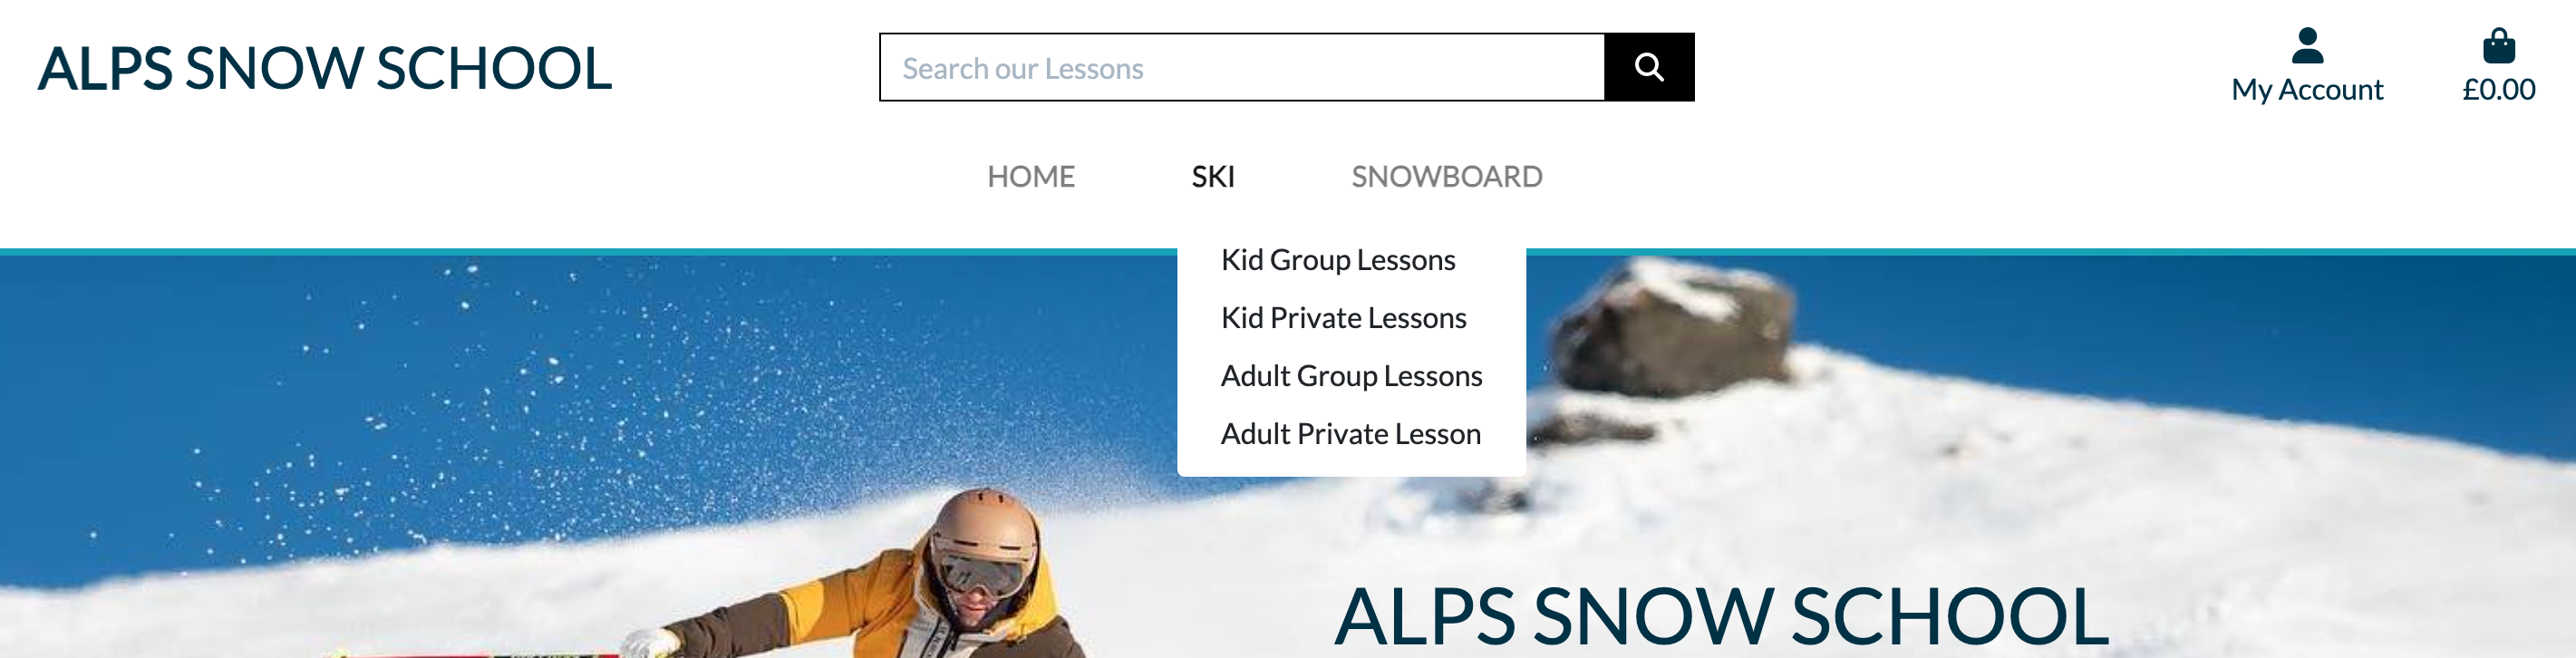 ALPS SNOW SCHOOL
Search our Lessons
My Account
£0.00
HOME
SKI
SNOWBOARD
Kid Group Lessons
Kid Private Lessons
Adult Group Lessons
Adult Private Lesson
ALPS SNOW SCHOOL